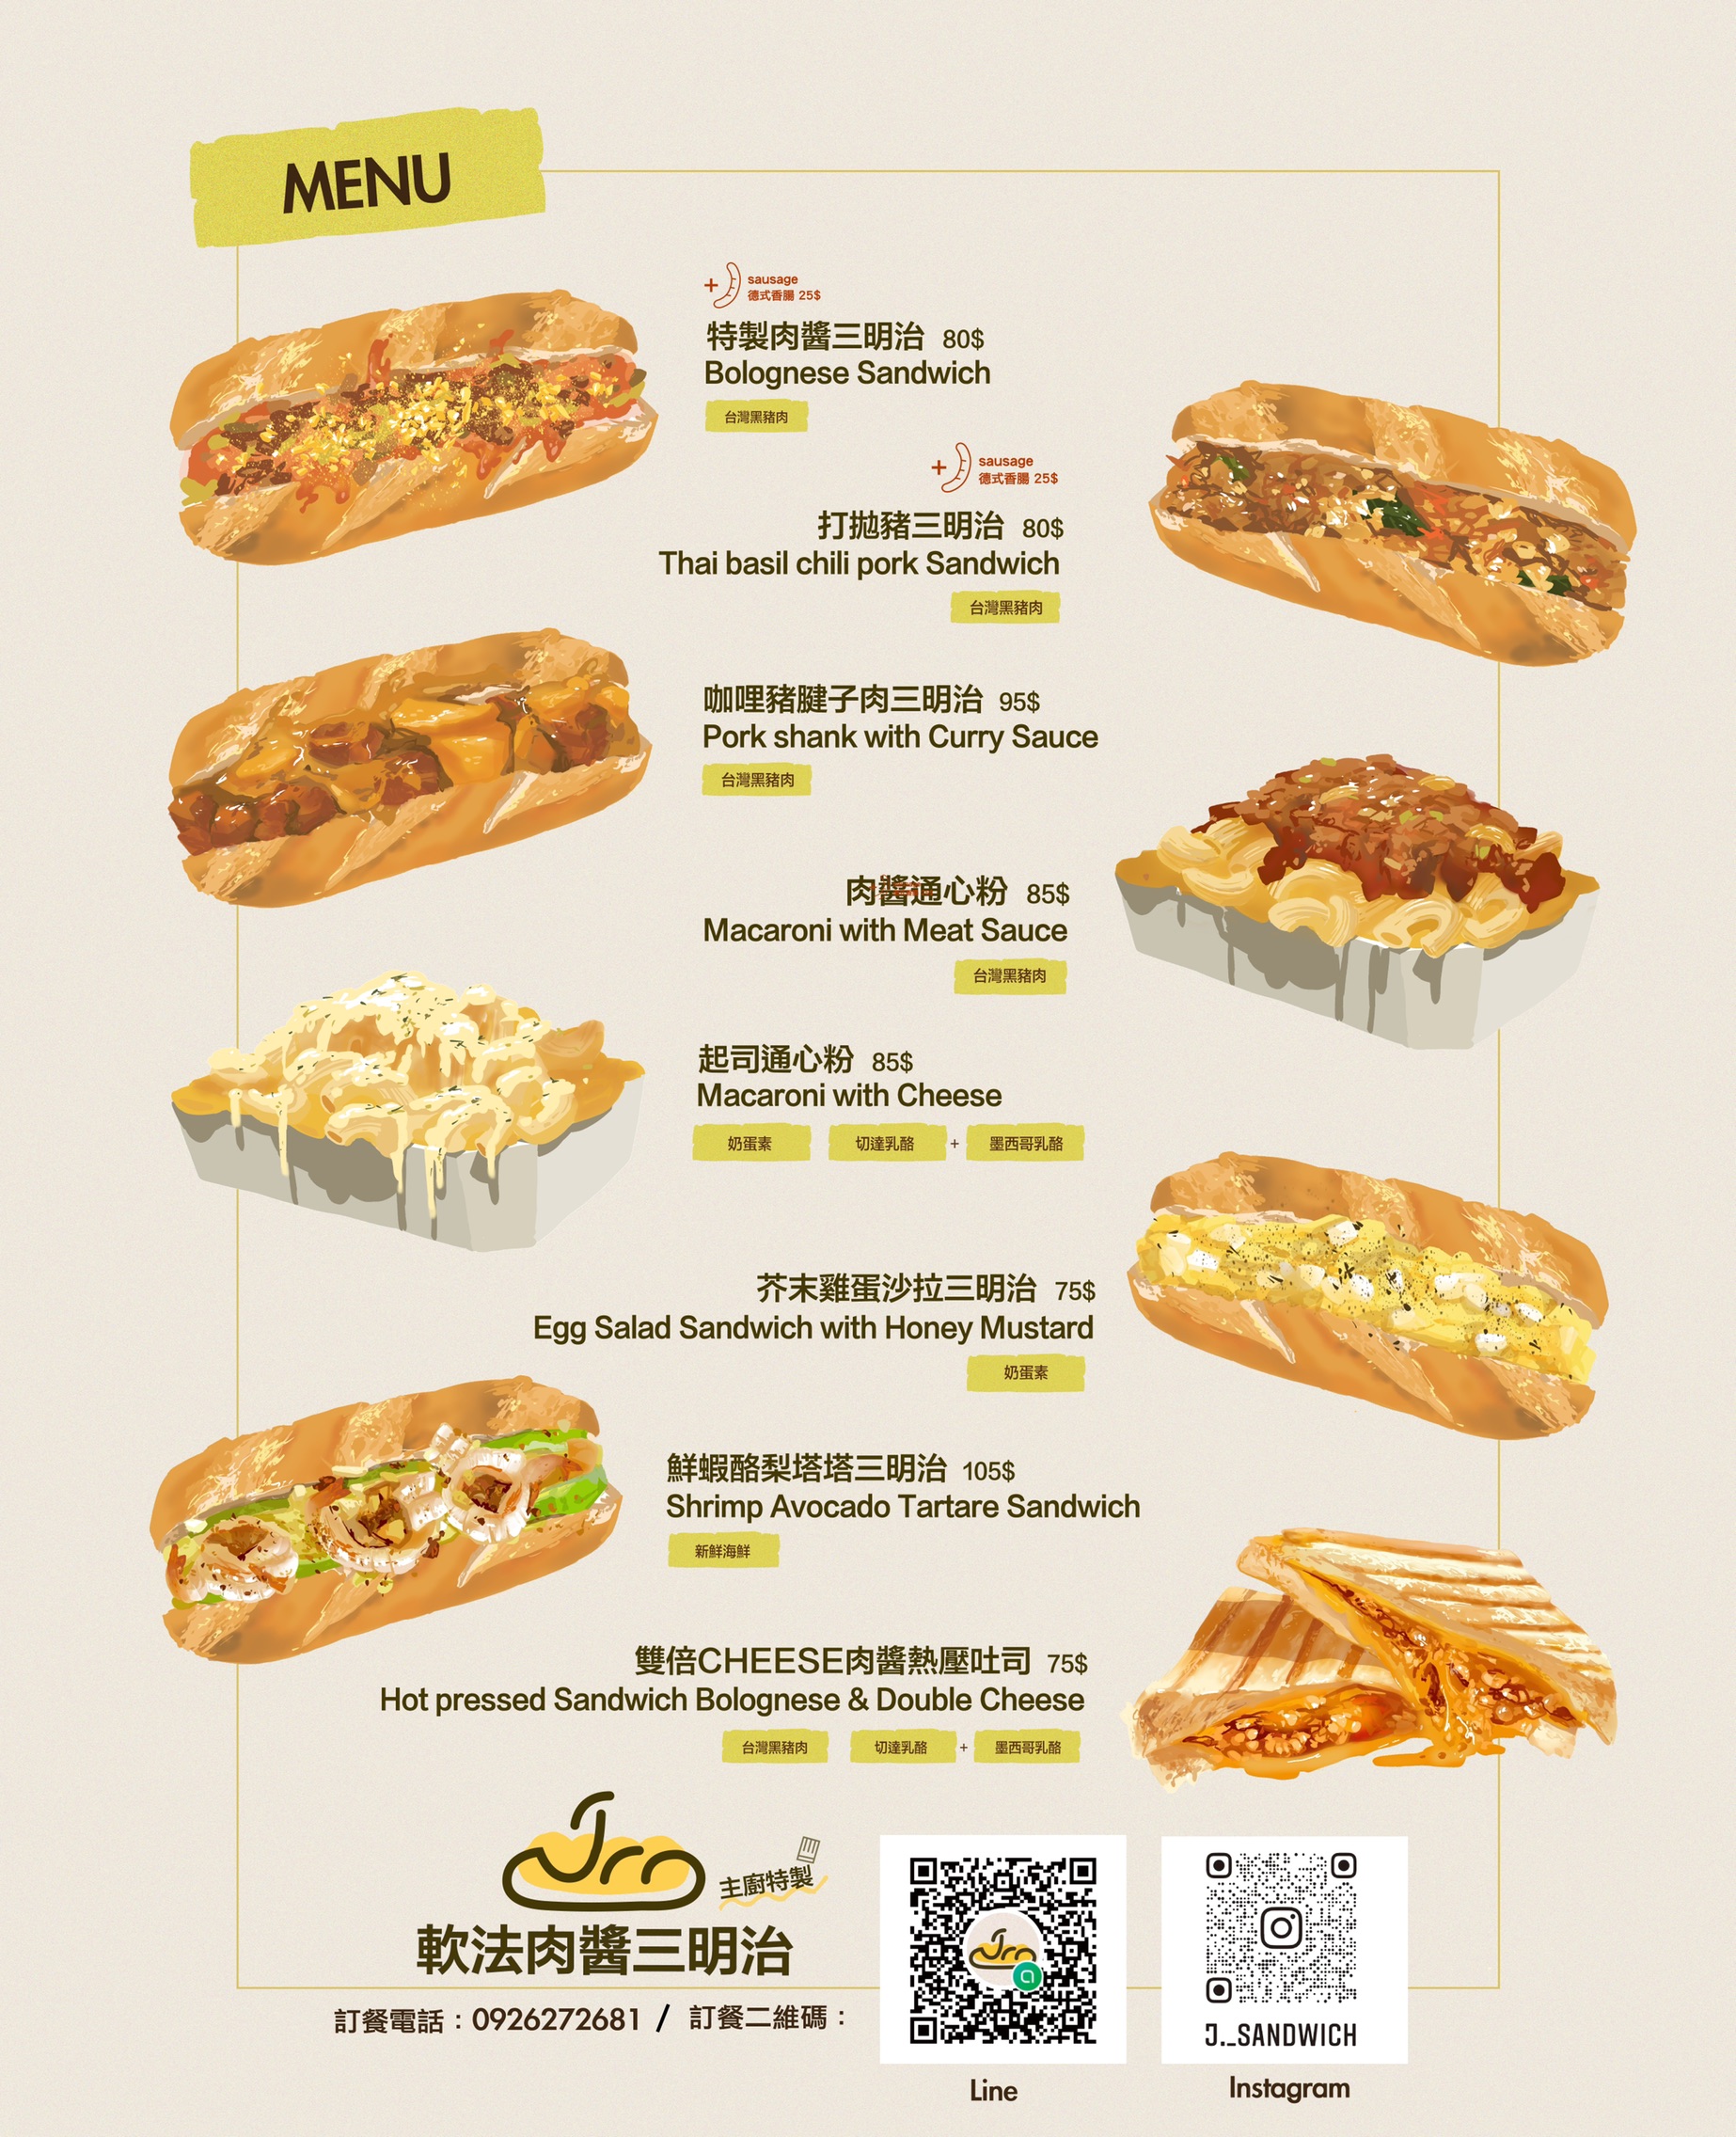 MENU
+ sausage
德式香腸 25$
特製肉醬三明治 80$
Bolognese Sandwich
台灣黑豬肉
+ sausage
德式香腸 25$
打拋豬三明治 80$
Thai basil chili pork Sandwich
台灣黑豬肉
咖哩豬腱子肉三明治 95$
Pork shank with Curry Sauce
台灣黑豬肉
肉醬通心粉 85$
Macaroni with Meat Sauce
台灣黑豬肉
起司通心粉 85$
Macaroni with Cheese
奶蛋素 切達乳酪 + 墨西哥乳酪
芥末雞蛋沙拉三明治 75$
Egg Salad Sandwich with Honey Mustard
奶蛋素
鮮蝦酪梨塔塔三明治 105$
Shrimp Avocado Tartare Sandwich
新鮮海鮮
雙倍CHEESE肉醬熱壓吐司 75$
Hot pressed Sandwich Bolognese & Double Cheese
台灣黑豬肉 切達乳酪 + 墨西哥乳酪
主廚特製
軟法肉醬三明治
訂餐電話：0926272681 / 訂餐二維碼：
J._SANDWICH
Line
Instagram